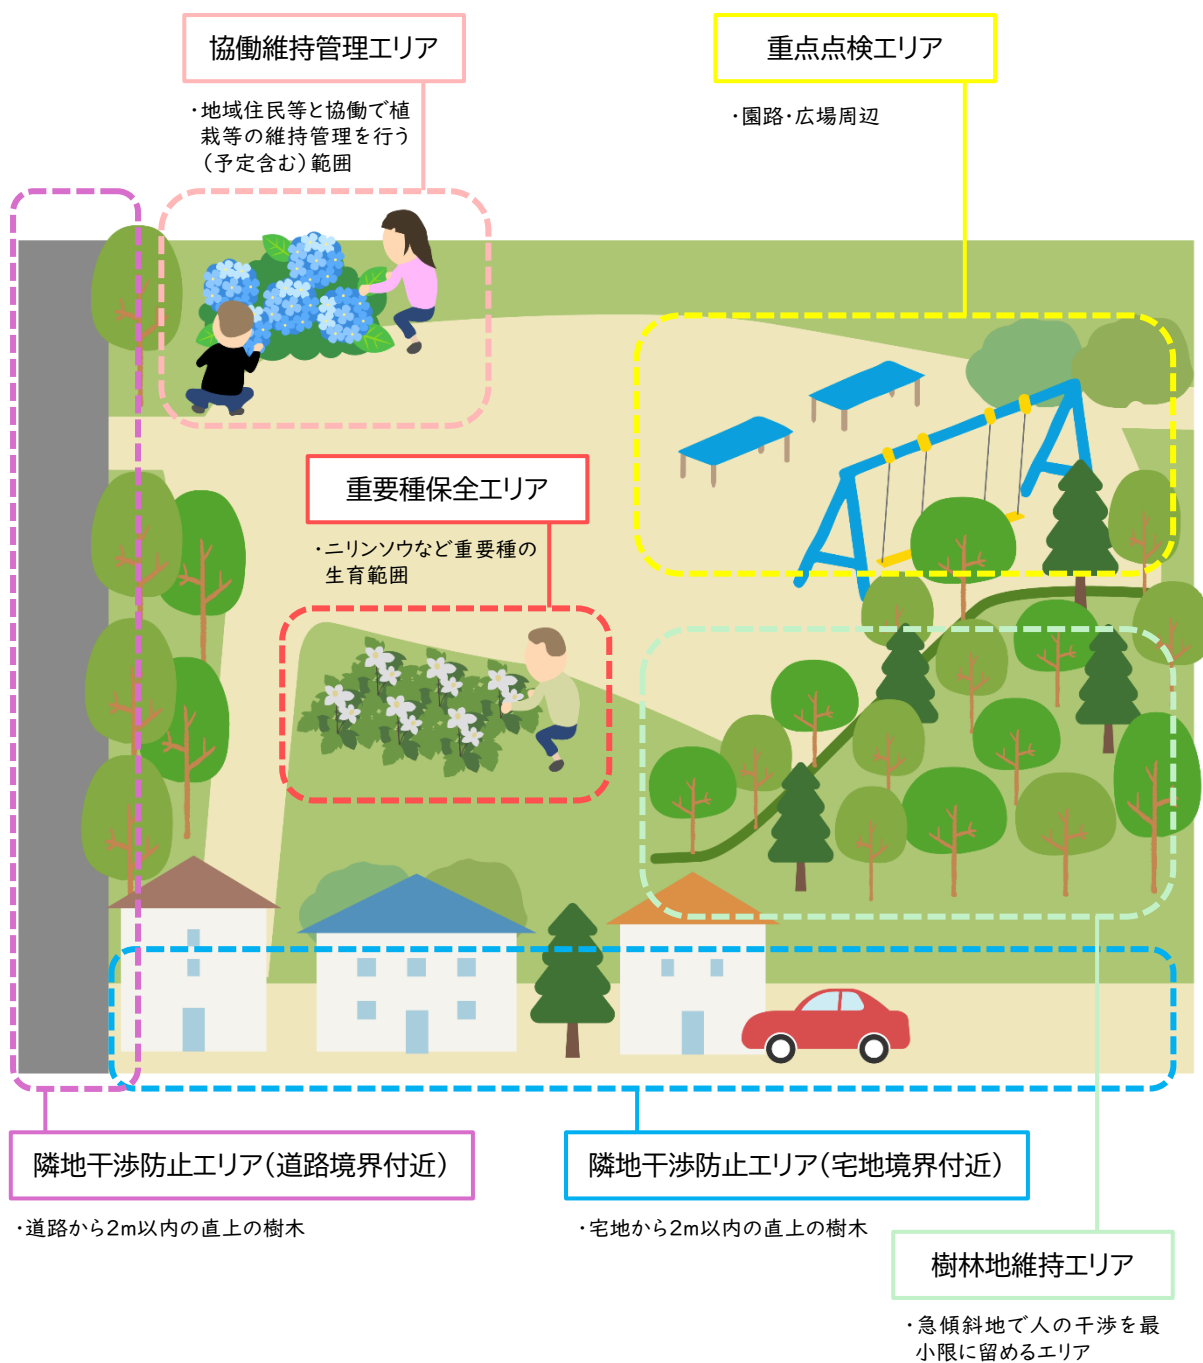 協働維持管理エリア
・地域住民等と協働で植
栽等の維持管理を行う
（予定含む）範囲
重点点検エリア
・園路・広場周辺
重要種保全エリア
・ニリンソウなど重要種の
生育範囲
隣地干渉防止エリア（道路境界付近）
・道路から2m以内の直上の樹木
隣地干渉防止エリア（宅地境界付近）
・宅地から2m以内の直上の樹木
樹林地維持エリア
・急傾斜地で人の干渉を最
小限に留めるエリア